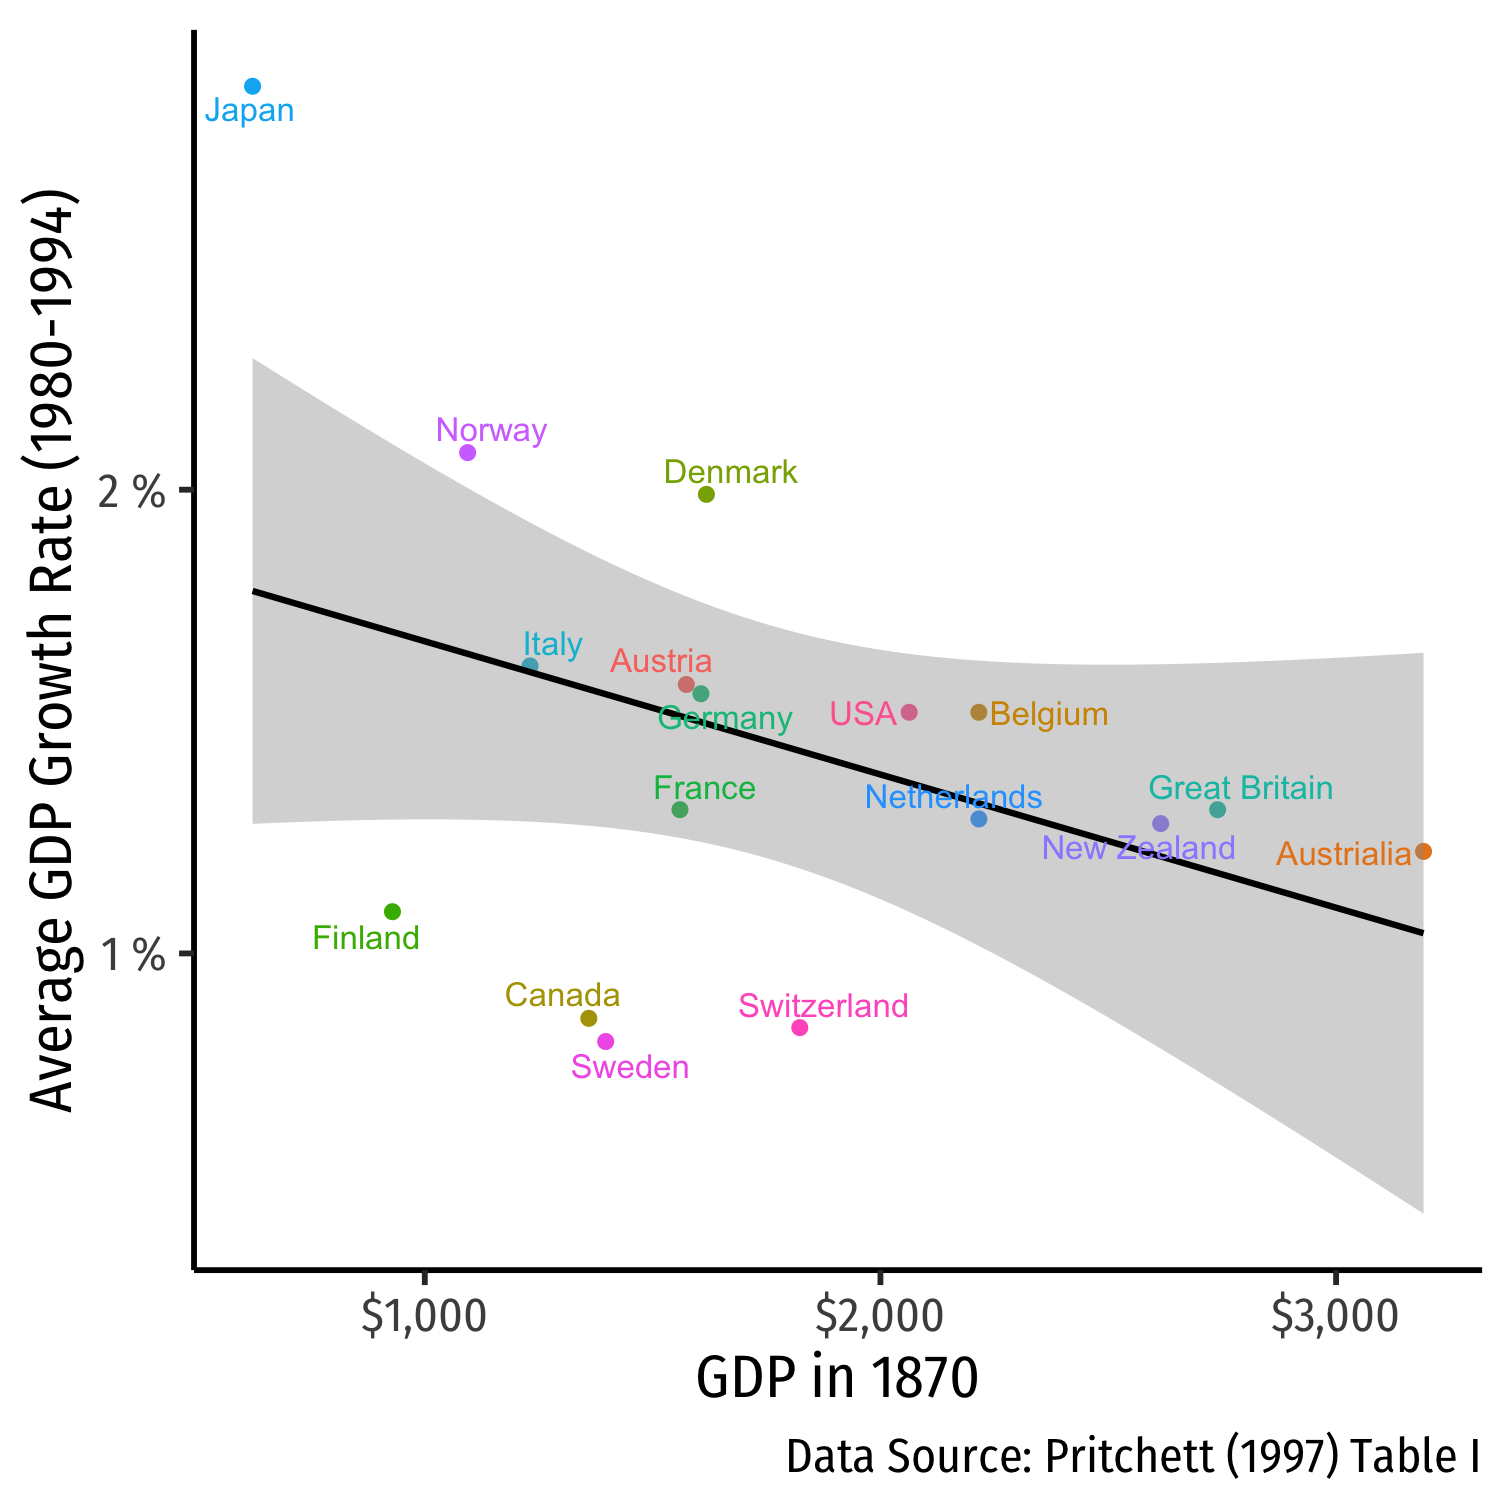 Average GDP Growth Rate (1980-1994)
2 %
1 %
Japan
Norway
Denmark
Italy
Austria
Germany
USA
Belgium
France
Netherlands
Great Britain
New Zealand
Austrialia
Finland
Canada
Switzerland
Sweden
$1,000
$2,000
$3,000
GDP in 1870
Data Source: Pritchett (1997) Table I